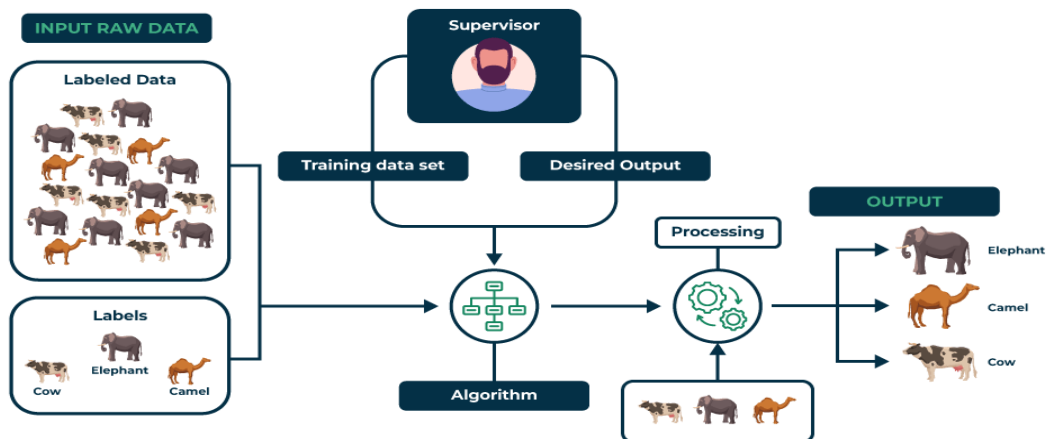 INPUT RAW DATA
Labeled Data
Labels
Cow
Elephant
Camel
Supervisor
Training data set
Desired Output
Algorithm
Processing
OUTPUT
Elephant
Camel
Cow